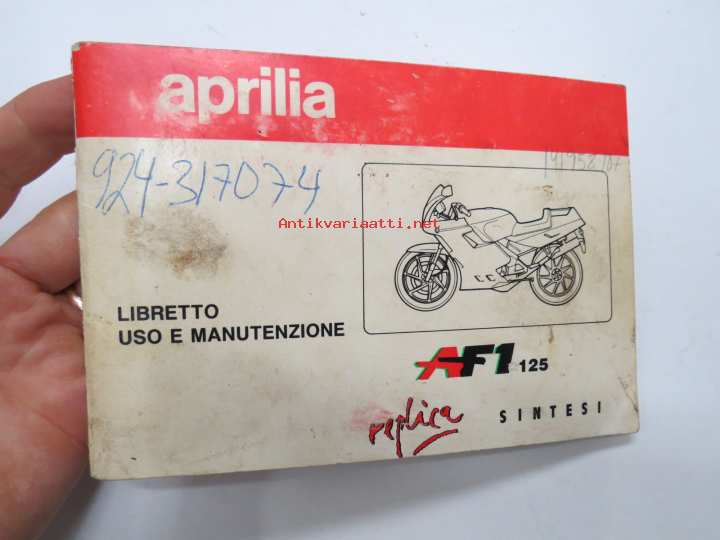 aprilia
924-317074
Antikvariaatti.net
LIBRETTO
USO E MANUTENZIONE
AF1 125
replica
SINTESI